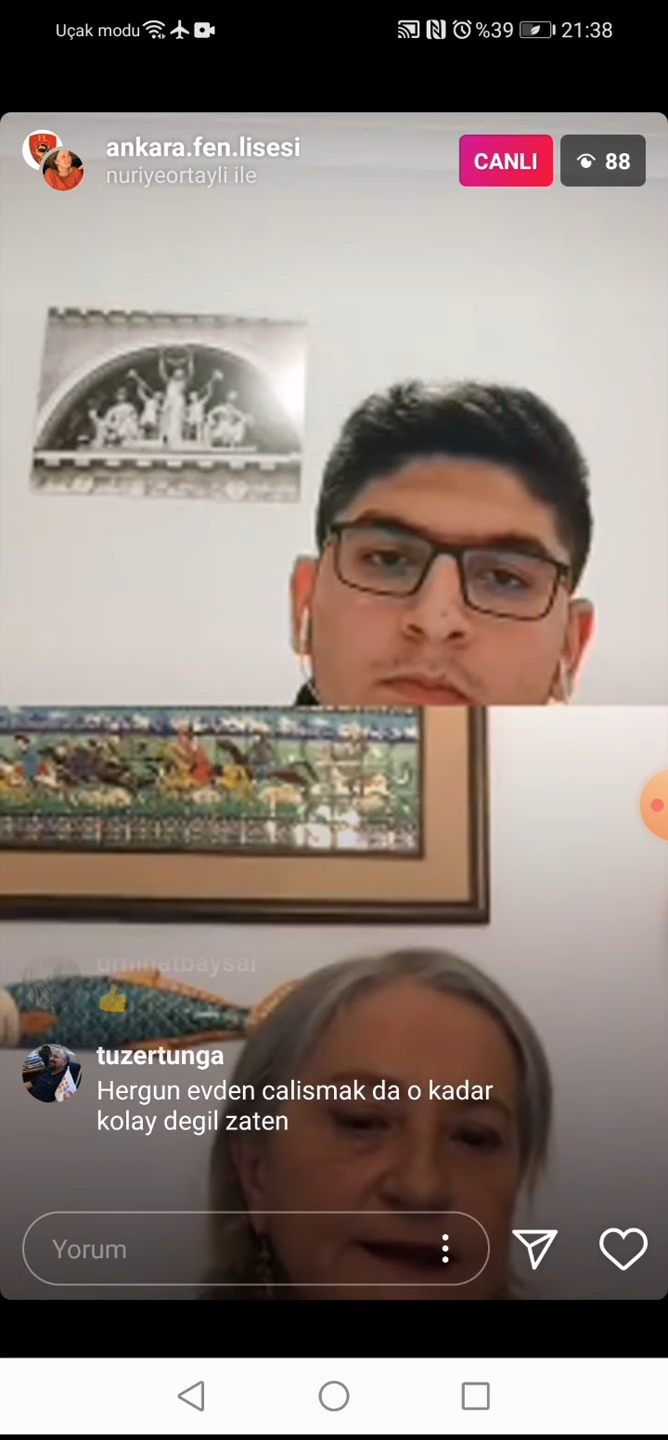 Uçak modu
%39
21:38
ankara.fen.lisesi
nuriyeortayli ile
CANLI
88
tuzertunga
Hergun evden calismak da o kadar
kolay degil zaten
Yorum